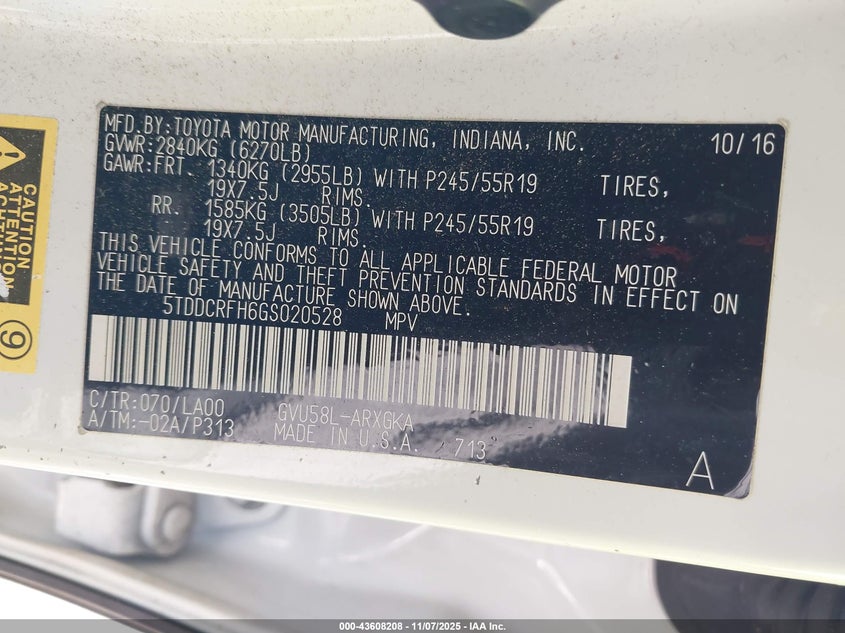 MFD.BY:TOYOTA MOTOR MANUFACTURING, INDIANA, INC. 10/16
GVWR:2840KG (6270LB)
GAWR:FRT. 1340KG (2955LB) WITH P245/55R19 TIRES,
19X7.5J RIMS.
RR. 1585KG (3505LB) WITH P245/55R19 TIRES,
19X7.5J RIMS.
THIS VEHICLE CONFORMS TO ALL APPLICABLE FEDERAL MOTOR
VEHICLE SAFETY AND THEFT PREVENTION STANDARDS IN EFFECT ON
THE DATE OF MANUFACTURE SHOWN ABOVE.
5TDDCRFH6GS020528 MPV
C/TR:070/LA00 GVU58L-ARXGKA
A/TM:-02A/P313 MADE IN U.S.A. 713
A
CAUTION
ATTENTION
9
000-43608208 - 11/07/2025 - IAA Inc.